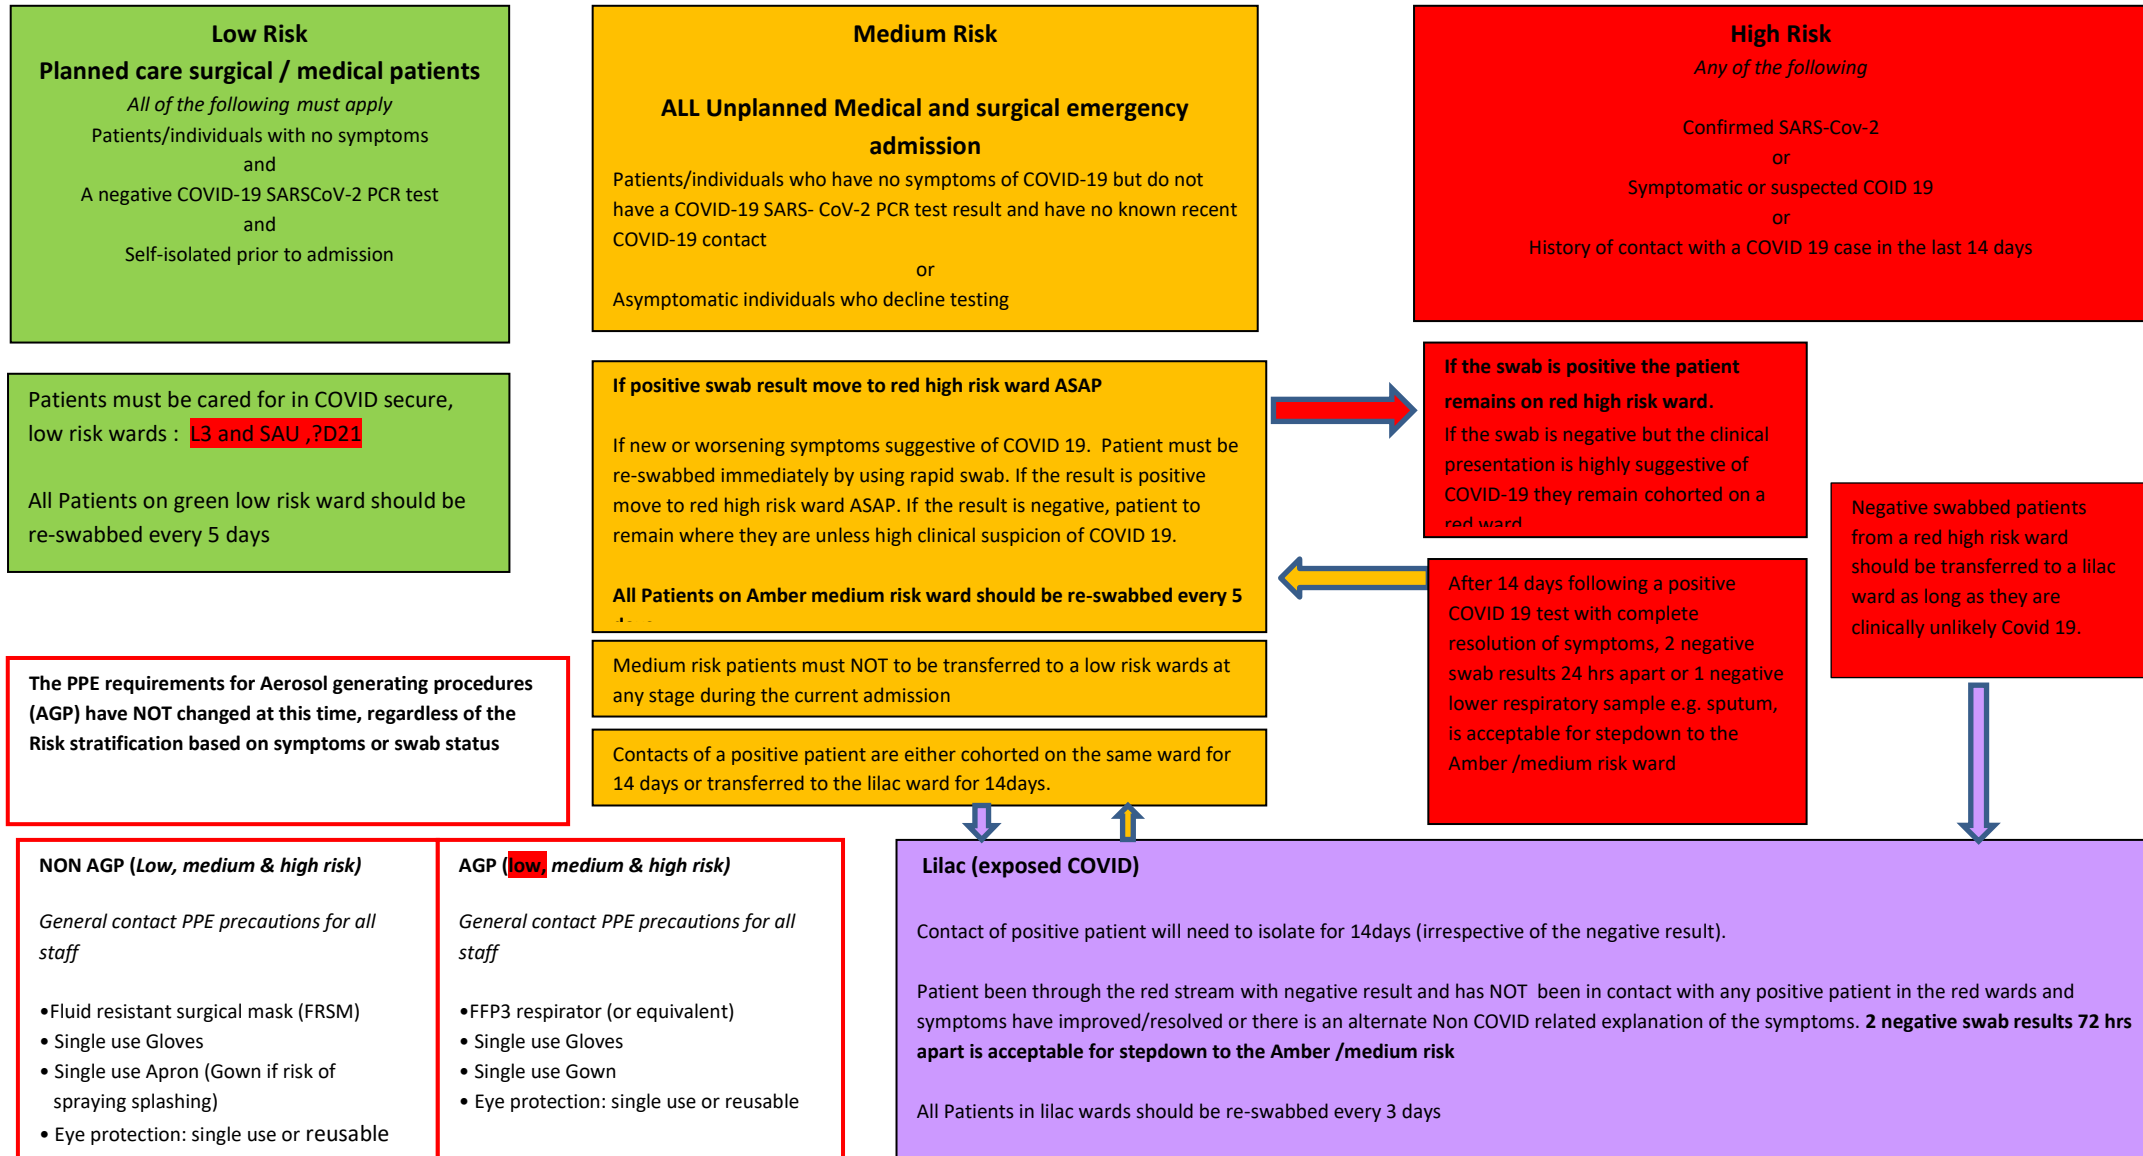 Low Risk
Planned care surgical / medical patients
All of the following must apply
Patients/individuals with no symptoms
and
A negative COVID-19 SARSCoV-2 PCR test
and
Self-isolated prior to admission
Medium Risk
ALL Unplanned Medical and surgical emergency
admission
Patients/individuals who have no symptoms of COVID-19 but do not
have a COVID-19 SARS- CoV-2 PCR test result and have no known recent
COVID-19 contact
or
Asymptomatic individuals who decline testing
High Risk
Any of the following
Confirmed SARS-Cov-2
or
Symptomatic or suspected COID 19
or
History of contact with a COVID 19 case in the last 14 days
Patients must be cared for in COVID secure,
low risk wards : L3 and SAU ,?D21
All Patients on green low risk ward should be
re-swabbed every 5 days
If positive swab result move to red high risk ward ASAP
If new or worsening symptoms suggestive of COVID 19. Patient must be
re-swabbed immediately by using rapid swab. If the result is positive
move to red high risk ward ASAP. If the result is negative, patient to
remain where they are unless high clinical suspicion of COVID 19.
All Patients on Amber medium risk ward should be re-swabbed every 5
Medium risk patients must NOT to be transferred to a low risk wards at
any stage during the current admission
Contacts of a positive patient are either cohorted on the same ward for
14 days or transferred to the lilac ward for 14days.
If the swab is positive the patient
remains on red high risk ward.
If the swab is negative but the clinical
presentation is highly suggestive of
COVID-19 they remain cohorted on a
red ward
After 14 days following a positive
COVID 19 test with complete
resolution of symptoms, 2 negative
swab results 24 hrs apart or 1 negative
lower respiratory sample e.g. sputum,
is acceptable for stepdown to the
Amber /medium risk ward
Negative swabbed patients
from a red high risk ward
should be transferred to a lilac
ward as long as they are
clinically unlikely Covid 19.
The PPE requirements for Aerosol generating procedures
(AGP) have NOT changed at this time, regardless of the
Risk stratification based on symptoms or swab status
NON AGP (Low, medium & high risk)
General contact PPE precautions for all
staff
•Fluid resistant surgical mask (FRSM)
• Single use Gloves
• Single use Apron (Gown if risk of
spraying splashing)
• Eye protection: single use or reusable
AGP (low, medium & high risk)
General contact PPE precautions for all
staff
•FFP3 respirator (or equivalent)
• Single use Gloves
• Single use Gown
• Eye protection: single use or reusable
Lilac (exposed COVID)
Contact of positive patient will need to isolate for 14days (irrespective of the negative result).
Patient been through the red stream with negative result and has NOT been in contact with any positive patient in the red wards and
symptoms have improved/resolved or there is an alternate Non COVID related explanation of the symptoms. 2 negative swab results 72 hrs
apart is acceptable for stepdown to the Amber /medium risk
All Patients in lilac wards should be re-swabbed every 3 days